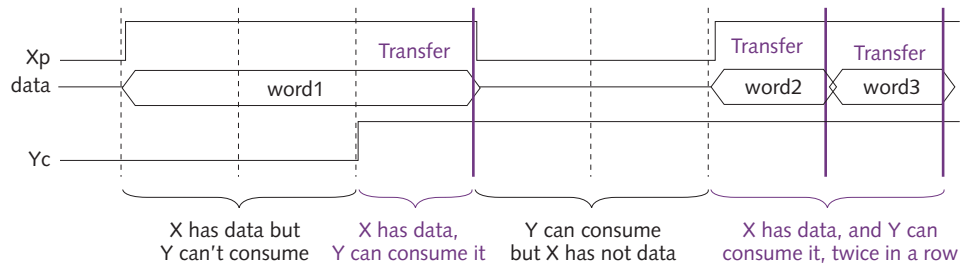 Xp
Transfer
Transfer
Transfer
data
word1
word2
word3
Yc
X has data but
Y can't consume
X has data,
Y can consume it
Y can consume
but X has not data
X has data, and Y can
consume it, twice in a row